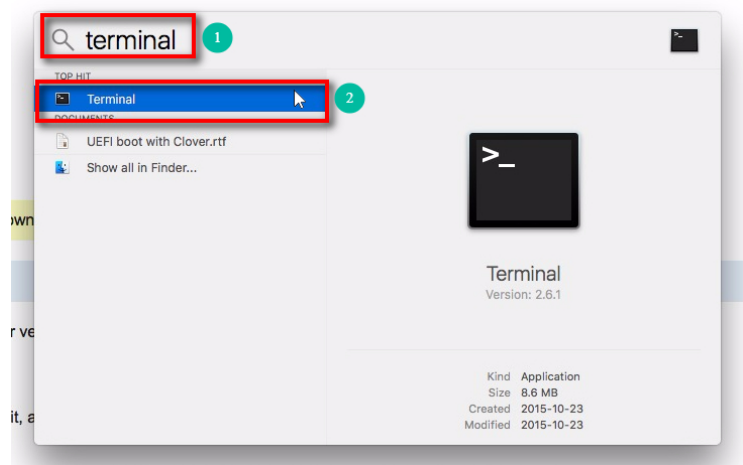 terminal
1
TOP HIT
Terminal
2
DOCUMENTS
UEFI boot with Clover.rtf
Show all in Finder...
>_
Terminal
Version: 2.6.1
Kind Application
Size 8.6 MB
Created 2015-10-23
Modified 2015-10-23
it, a